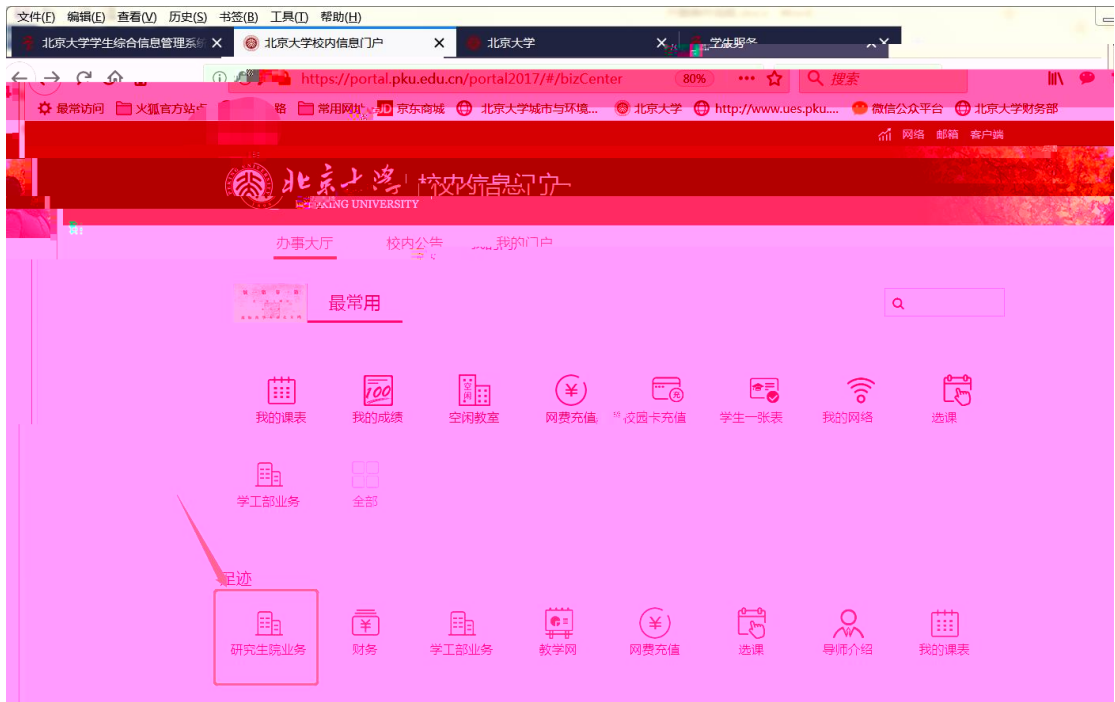 文件(F) 编辑(E) 查看(V) 历史(S) 书签(B) 工具(T) 帮助(H)
北京大学学生综合信息管理系统 北京大学校内信息门户 北京大学
https://portal.pku.edu.cn/portal2017/#/bizCenter 80% 搜索
最常访问 火狐官方站点 常用网址 JD 京东商城 北京大学城市与环境... 北京大学 http://www.ues.pku.... 微信公众平台 北京大学财务部
网络 邮箱 客户端
北京大学 校内信息门户
PEKING UNIVERSITY
办事大厅 校内公告 我的门户
最常用
我的课表 我的成绩 空闲教室 网费充值 校园卡充值 学生一张表 我的网络 选课
学工部业务 全部
足迹
研究生院业务 财务 学工部业务 教学网 网费充值 选课 导师介绍 我的课表